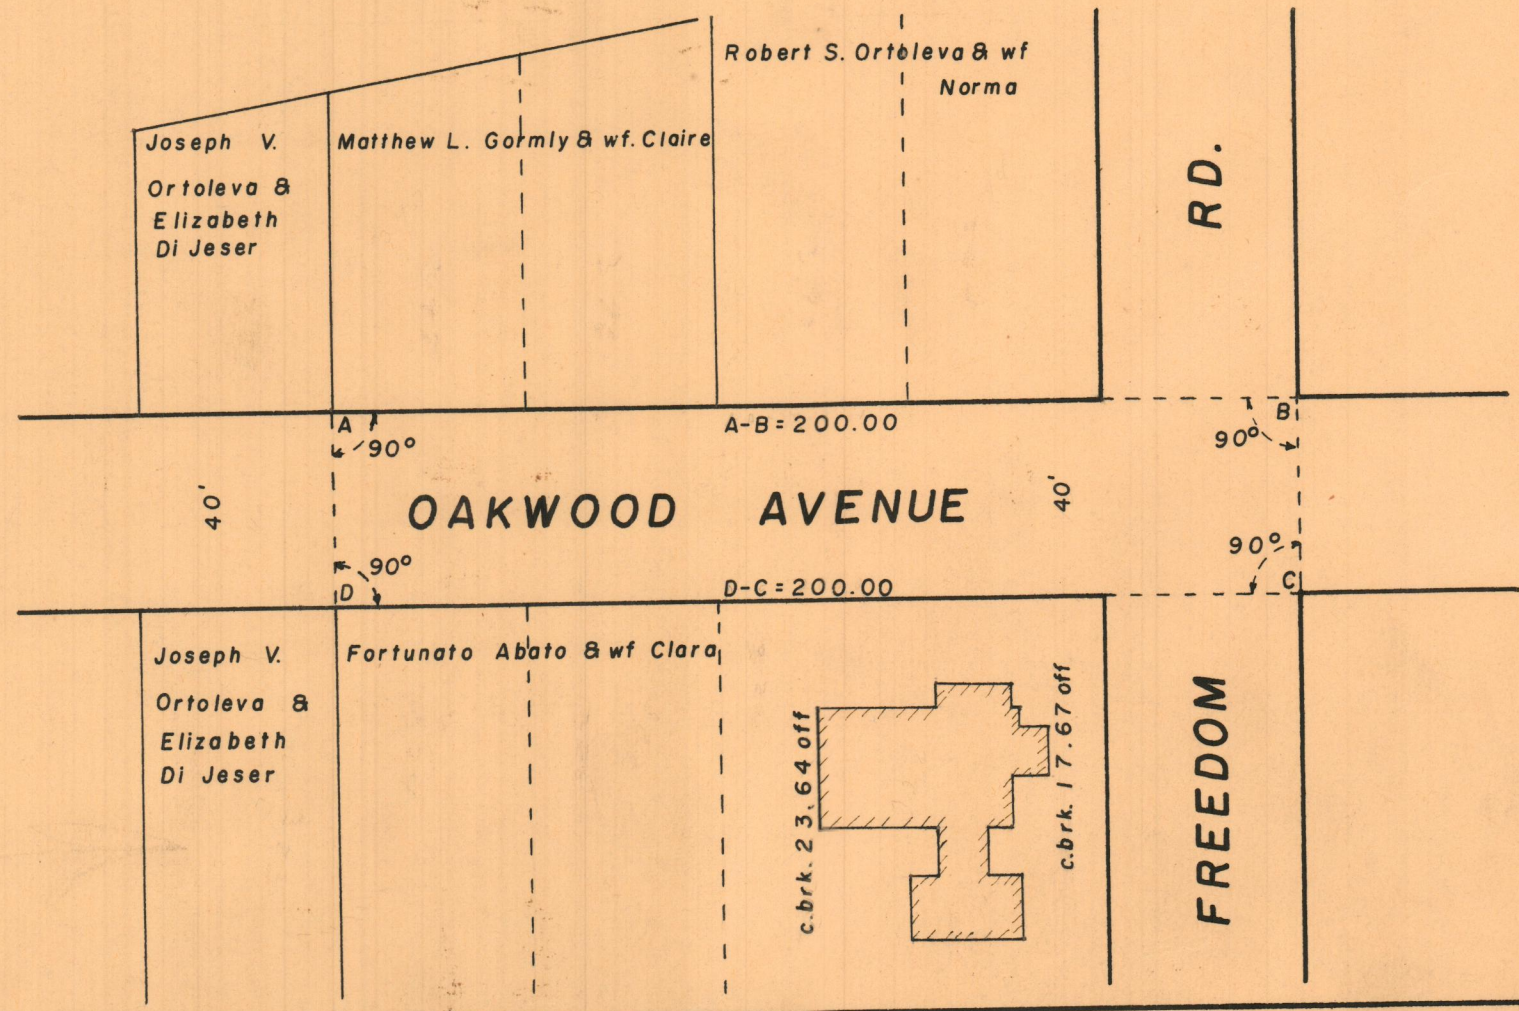 Robert S. Ortoleva & wf
Norma
Joseph V.
Ortoleva &
Elizabeth
Di Jeser
Matthew L. Gormly & wf. Claire
RD.
A
90°
A-B = 200.00
B
90°
40'
OAKWOOD AVENUE
40'
90°
D
D-C = 200.00
90°
C
Joseph V.
Ortoleva &
Elizabeth
Di Jeser
Fortunato Abato & wf Clara
c.brk. 23.64 off
c.brk. 17.67 off
FREEDOM